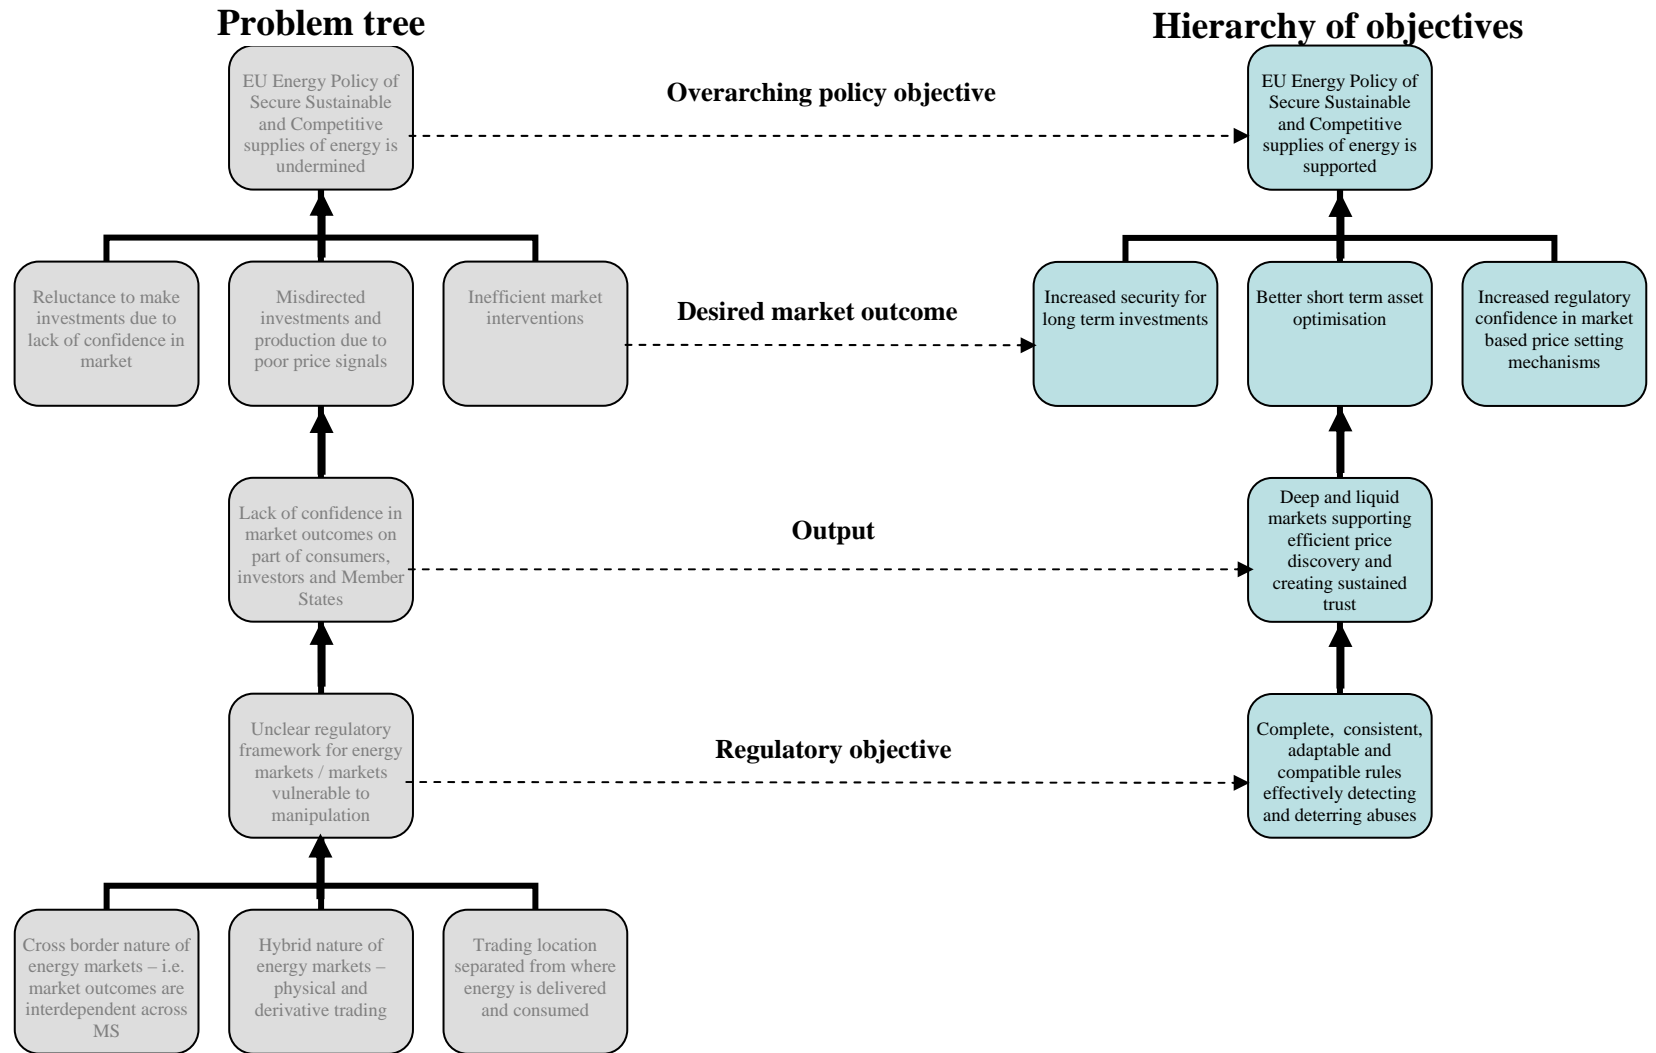 Problem tree
Hierarchy of objectives
EU Energy Policy of
Secure Sustainable
and Competitive
supplies of energy is
undermined
Overarching policy objective
EU Energy Policy of
Secure Sustainable
and Competitive
supplies of energy is
supported
Reluctance to make
investments due to
lack of confidence in
market
Misdirected
investments and
production due to
poor price signals
Inefficient market
interventions
Desired market outcome
Increased security for
long term investments
Better short term asset
optimisation
Increased regulatory
confidence in market
based price setting
mechanisms
Lack of confidence in
market outcomes on
part of consumers,
investors and Member
States
Output
Deep and liquid
markets supporting
efficient price
discovery and
creating sustained
trust
Unclear regulatory
framework for energy
markets / markets
vulnerable to
manipulation
Regulatory objective
Complete,  consistent,
adaptable and
compatible rules
effectively detecting
and deterring abuses
Cross border nature of
energy markets – i.e.
market outcomes are
interdependent across
MS
Hybrid nature of
energy markets –
physical and
derivative trading
Trading location
separated from where
energy is delivered
and consumed